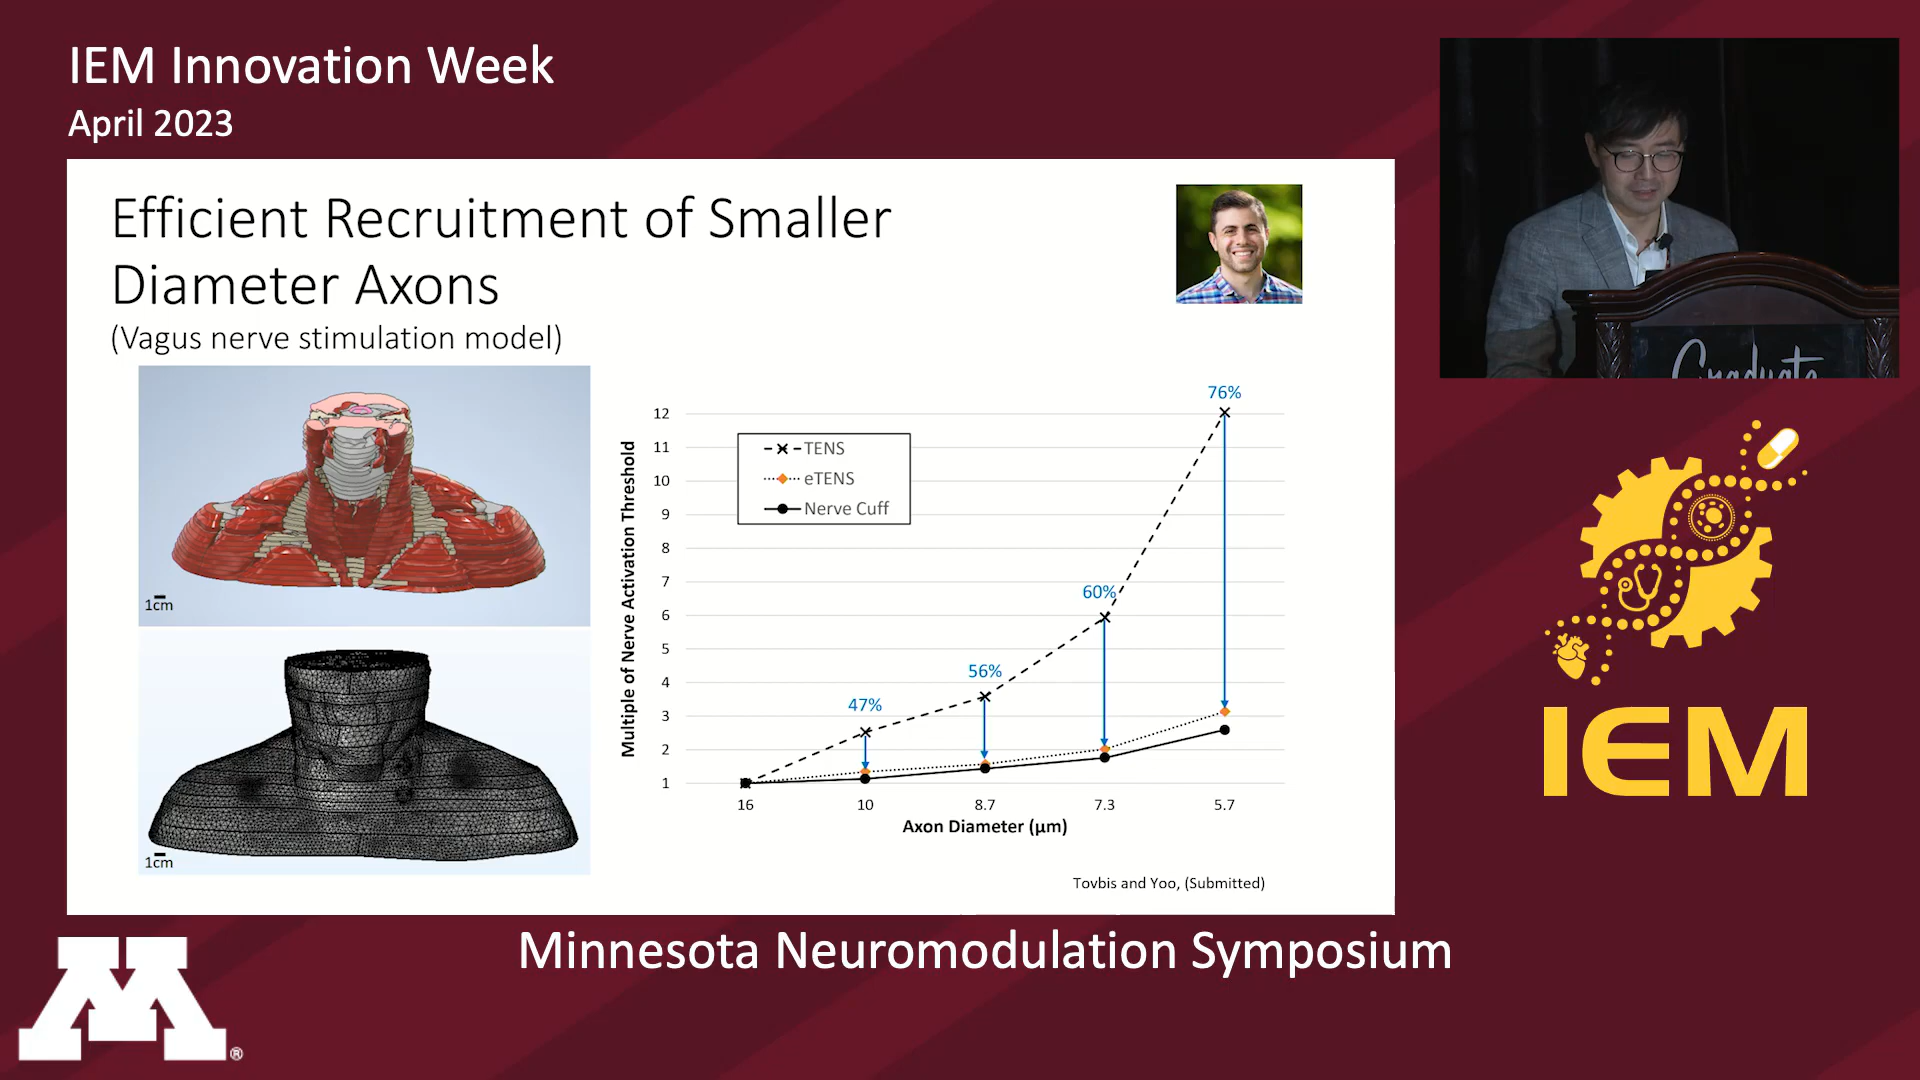 IEM Innovation Week
April 2023
Efficient Recruitment of Smaller
Diameter Axons
(Vagus nerve stimulation model)
1cm
1cm
Multiple of Nerve Activation Threshold
12
11
10
9
8
7
6
5
4
3
2
1
TENS
eTENS
Nerve Cuff
47%
56%
60%
76%
16 10 8.7 7.3 5.7
Axon Diameter (µm)
Tovbis and Yoo, (Submitted)
Graduate
IEM
Minnesota Neuromodulation Symposium
M®